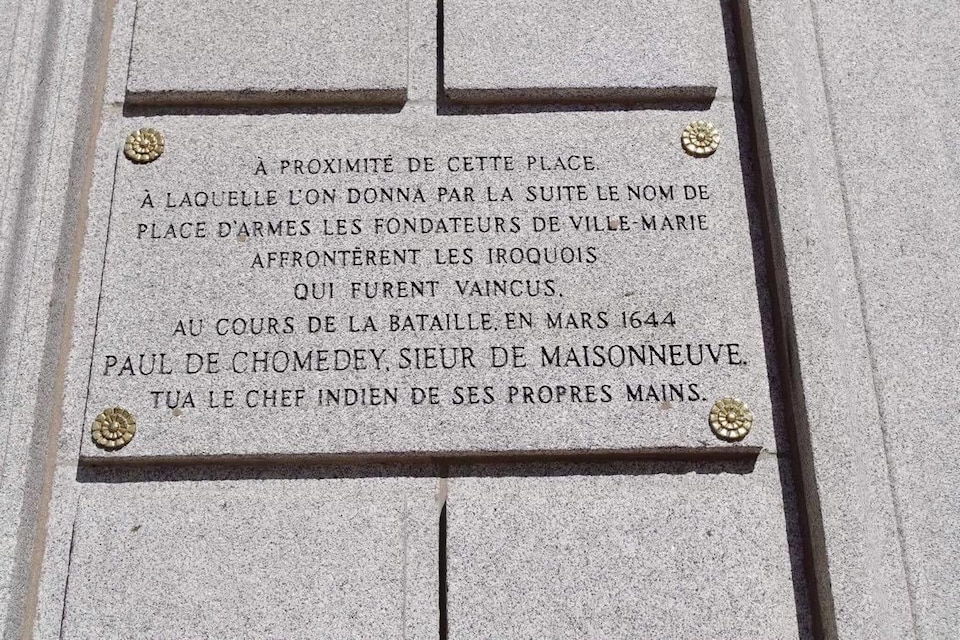 À PROXIMITÉ DE CETTE PLACE.
À LAQUELLE L'ON DONNA PAR LA SUITE LE NOM DE
PLACE D'ARMES LES FONDATEURS DE VILLE-MARIE
AFFRONTÈRENT LES IROQUOIS
QUI FURENT VAINCUS.
AU COURS DE LA BATAILLE, EN MARS 1644
PAUL DE CHOMEDEY, SIEUR DE MAISONNEUVE.
TUA LE CHEF INDIEN DE SES PROPRES MAINS.